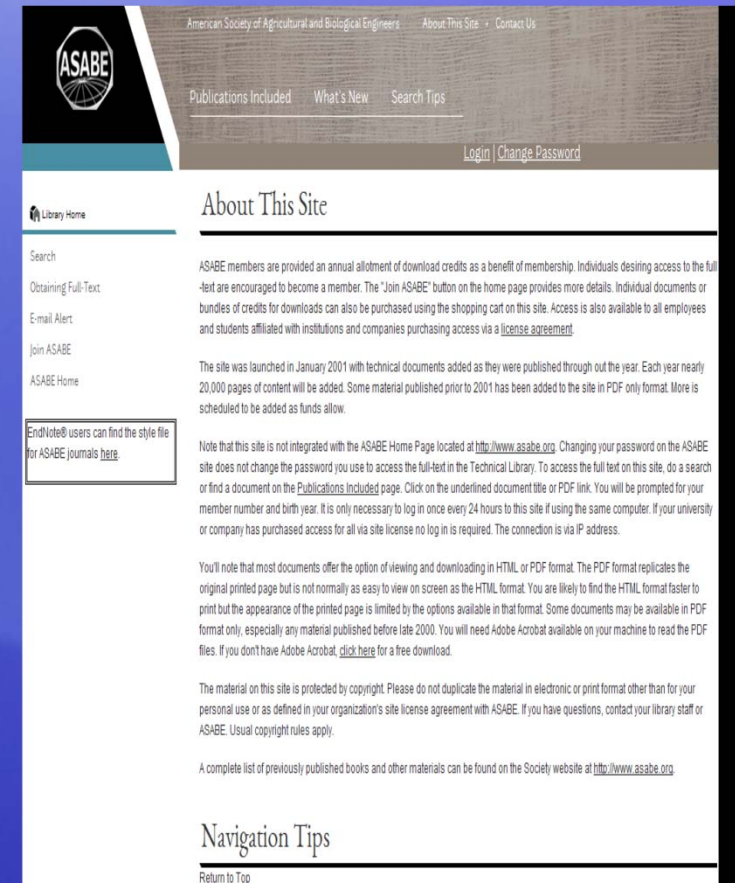 American Society of Agricultural and Biological Engineers About This Site • Contact Us
ASABE
Publications Included What's New Search Tips
Login | Change Password
Library Home
Search
Obtaining Full-Text
E-mail Alert
Join ASABE
ASABE Home
EndNote® users can find the style file
for ASABE journals here.
About This Site
ASABE members are provided an annual allotment of download credits as a benefit of membership. Individuals desiring access to the full
-text are encouraged to become a member. The "Join ASABE" button on the home page provides more details. Individual documents or
bundles of credits for downloads can also be purchased using the shopping cart on this site. Access is also available to all employees
and students affiliated with institutions and companies purchasing access via a license agreement.
The site was launched in January 2001 with technical documents added as they were published through out the year. Each year nearly
20,000 pages of content will be added. Some material published prior to 2001 has been added to the site in PDF only format. More is
scheduled to be added as funds allow.
Note that this site is not integrated with the ASABE Home Page located at http://www.asabe.org. Changing your password on the ASABE
site does not change the password you use to access the full-text in the Technical Library. To access the full text on this site, do a search
or find a document on the Publications Included page. Click on the underlined document title or PDF link. You will be prompted for your
member number and birth year. It is only necessary to log in once every 24 hours to this site if using the same computer. If your university
or company has purchased access for all via site license no log in is required. The connection is via IP address.
You'll note that most documents offer the option of viewing and downloading in HTML or PDF format. The PDF format replicates the
original printed page but is not normally as easy to view on screen as the HTML format. You are likely to find the HTML format faster to
print but the appearance of the printed page is limited by the options available in that format. Some documents may be available in PDF
format only, especially any material published before late 2000. You will need Adobe Acrobat available on your machine to read the PDF
files. If you don't have Adobe Acrobat, click here for a free download.
The material on this site is protected by copyright. Please do not duplicate the material in electronic or print format other than for your
personal use or as defined in your organization's site license agreement with ASABE. If you have questions, contact your library staff or
ASABE. Usual copyright rules apply.
A complete list of previously published books and other materials can be found on the Society website at http://www.asabe.org.
Navigation Tips
Return to Top